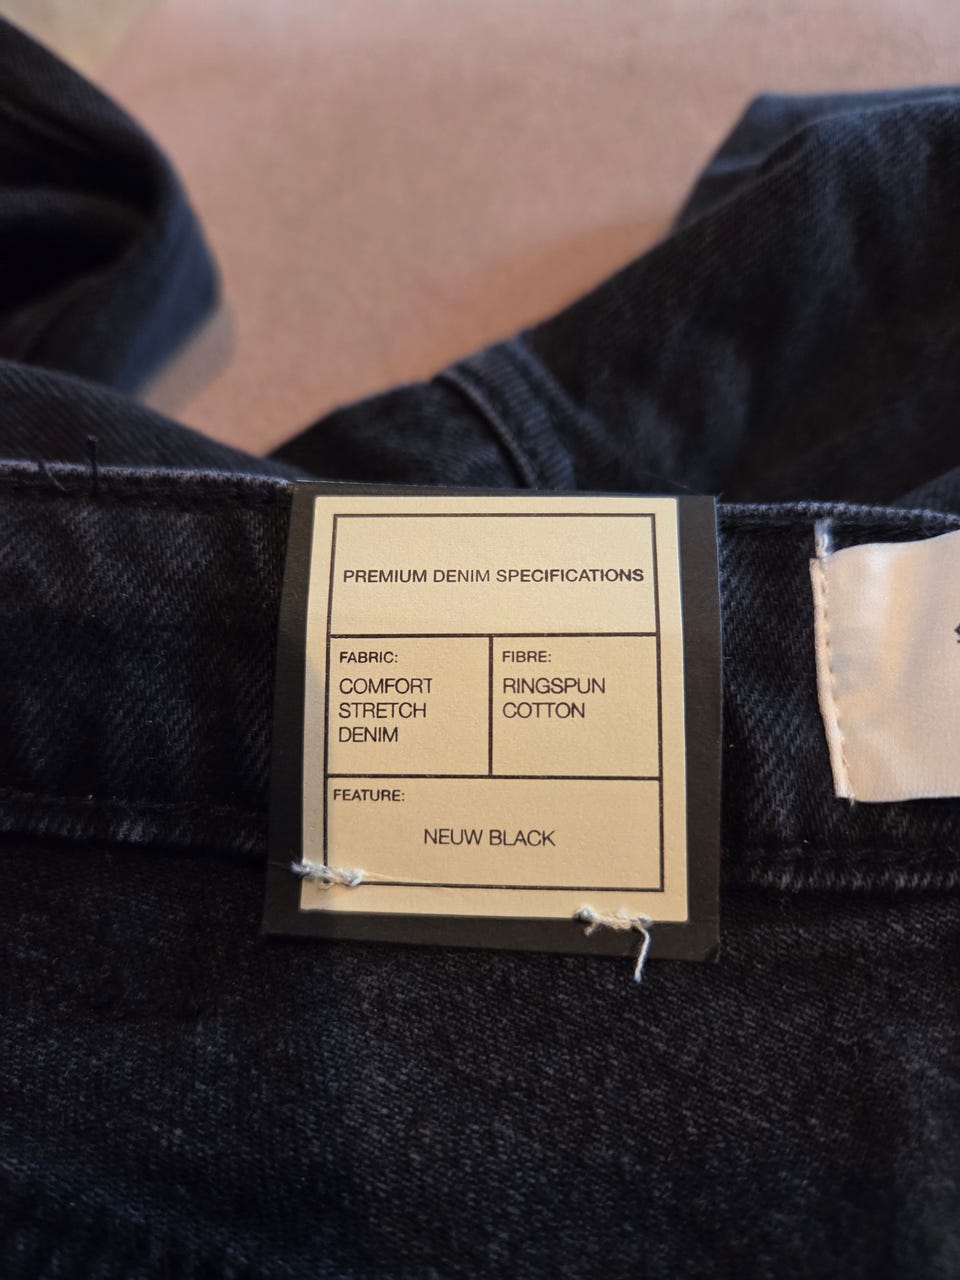 PREMIUM DENIM SPECIFICATIONS
FABRIC:
COMFORT
STRETCH
DENIM
FIBRE:
RINGSPUN
COTTON
FEATURE:
NEUW BLACK